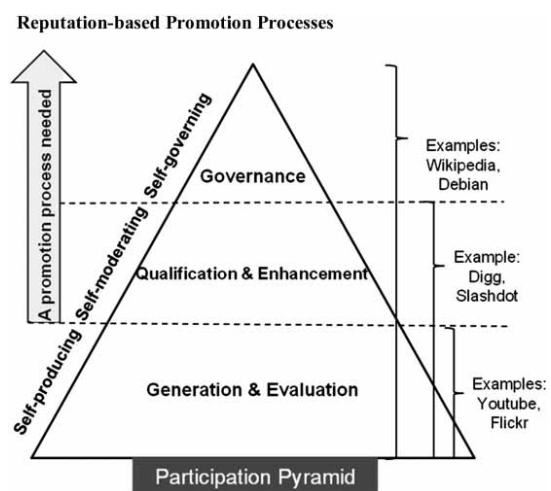 Reputation-based Promotion Processes
A promotion process needed
Self-governing
Self-moderating
Self-producing
Governance
Qualification & Enhancement
Generation & Evaluation
Examples:
Wikipedia,
Debian
Example:
Digg,
Slashdot
Examples:
Youtube,
Flickr
Participation Pyramid